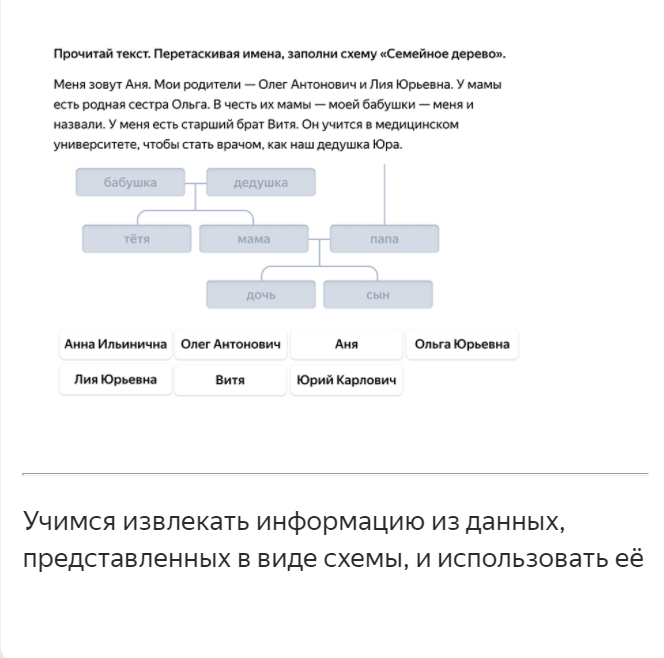 Прочитай текст. Перетаскивая имена, заполни схему «Семейное дерево».
Меня зовут Аня. Мои родители — Олег Антонович и Лия Юрьевна. У мамы
есть родная сестра Ольга. В честь их мамы — моей бабушки — меня и
назвали. У меня есть старший брат Витя. Он учится в медицинском
университете, чтобы стать врачом, как наш дедушка Юра.
бабушка дедушка
тётя мама папа
дочь сын
Анна Ильинична Олег Антонович Аня Ольга Юрьевна
Лия Юрьевна Витя Юрий Карлович
Учимся извлекать информацию из данных,
представленных в виде схемы, и использовать её